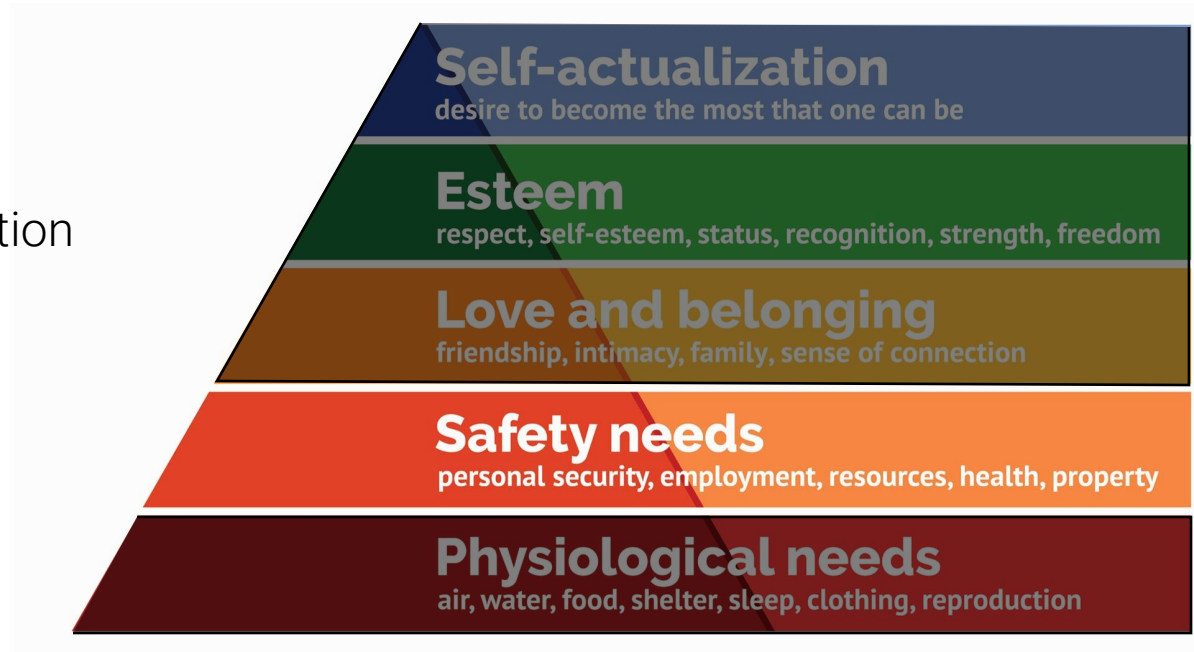 Self-actualization
desire to become the most that one can be
Esteem
respect, self-esteem, status, recognition, strength, freedom
tion
Love and belonging
friendship, intimacy, family, sense of connection
Safety needs
personal security, employment, resources, health, property
Physiological needs
air, water, food, shelter, sleep, clothing, reproduction